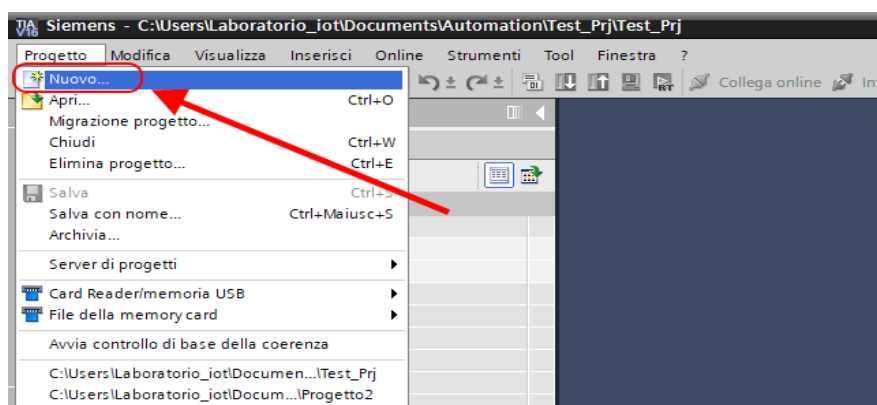 Siemens - C:\Users\Laboratorio_iot\Documents\Automation\Test_Prj\Test_Prj
Progetto Modifica Visualizza Inserisci Online Strumenti Tool Finestra ?
Nuovo...
Collega online
Apri... Ctrl+O
Migrazione progetto...
Chiudi Ctrl+W
Elimina progetto... Ctrl+E
Salva Ctrl+S
Salva con nome... Ctrl+Maiusc+S
Archivia...
Server di progetti
Card Reader/memoria USB
File della memory card
Avvia controllo di base della coerenza
C:\Users\Laboratorio_iot\Documen...\Test_Prj
C:\Users\Laboratorio_iot\Docum...\Progetto2